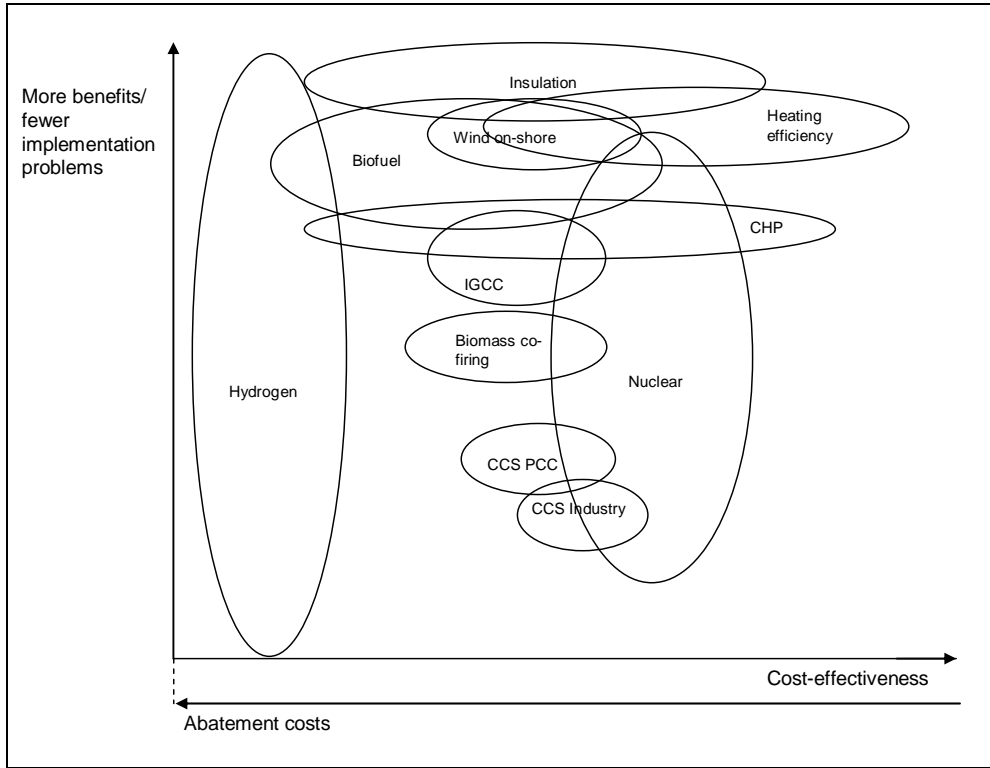 More benefits/
fewer
implementation
problems
Insulation
Heating
efficiency
Wind on-shore
Biofuel
CHP
IGCC
Biomass co-
firing
Nuclear
Hydrogen
CCS PCC
CCS Industry
Cost-effectiveness
Abatement costs